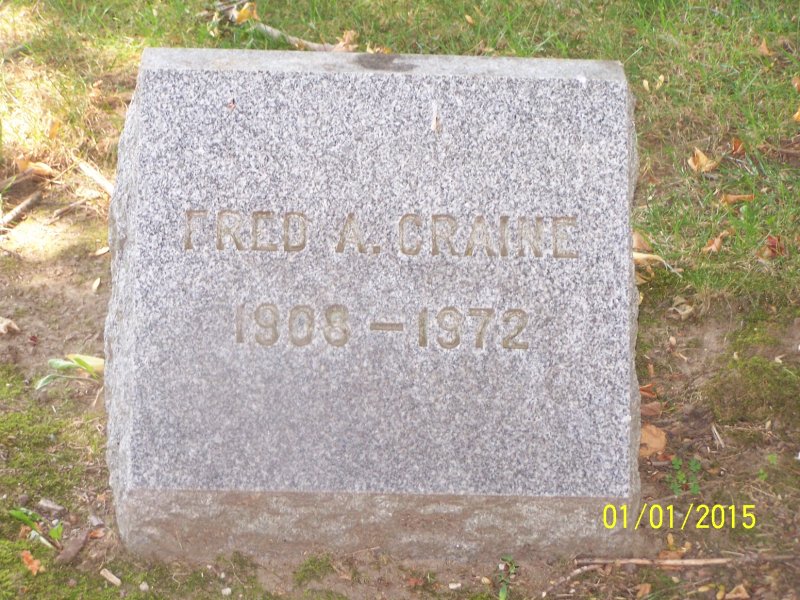 FRED A. CRAINE
1908 – 1972
01/01/2015